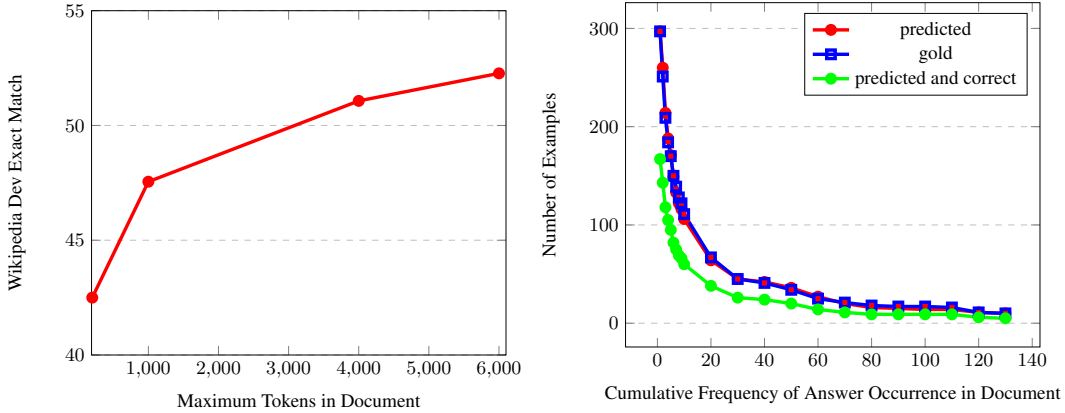 55
50
45
40
1,000 2,000 3,000 4,000 5,000 6,000
Wikipedia Dev Exact Match
Maximum Tokens in Document
300
200
100
0
0 20 40 60 80 100 120 140
Number of Examples
Cumulative Frequency of Answer Occurrence in Document
predicted
gold
predicted and correct